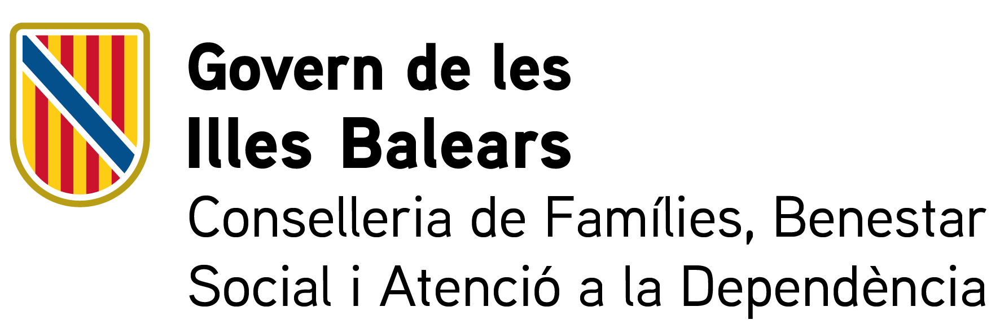 Govern de les
Illes Balears
Conselleria de Famílies, Benestar
Social i Atenció a la Dependència